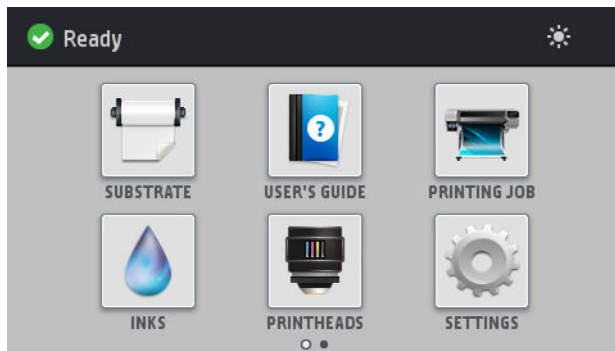 Ready
SUBSTRATE
USER'S GUIDE
PRINTING JOB
?
INKS
PRINTHEADS
SETTINGS